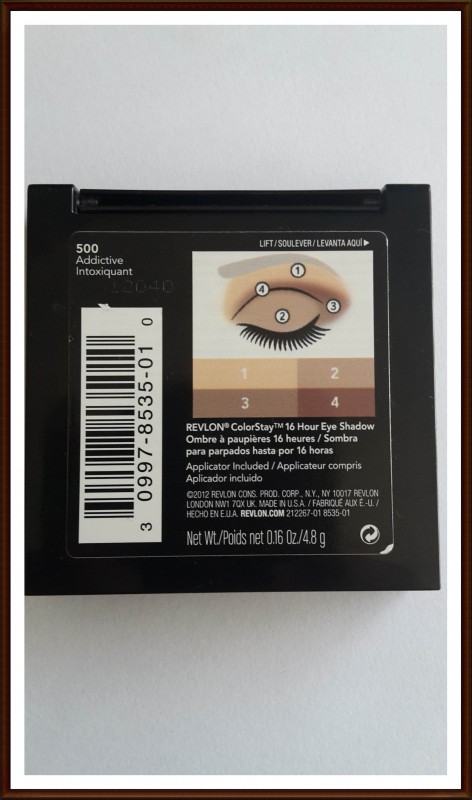 500
Addictive
Intoxiquant
12040
LIFT / SOULEVER / LEVANTA AQUÍ ▶
1
4
3
2
1 2
3 4
3 0997-8535-01 0
REVLON® ColorStay™ 16 Hour Eye Shadow
Ombre à paupières 16 heures / Sombra
para parpados hasta por 16 horas
Applicator Included / Applicateur compris
Aplicador incluido
©2012 REVLON CONS. PROD. CORP., N.Y., NY 10017 REVLON
LONDON NW1 7QX UK. MADE IN U.S.A. / FABRIQUÉ AUX É.-U. /
HECHO EN E.U.A. REVLON.COM 212267-01 8535-01
Net Wt./Poids net 0.16 Oz./4.8 g